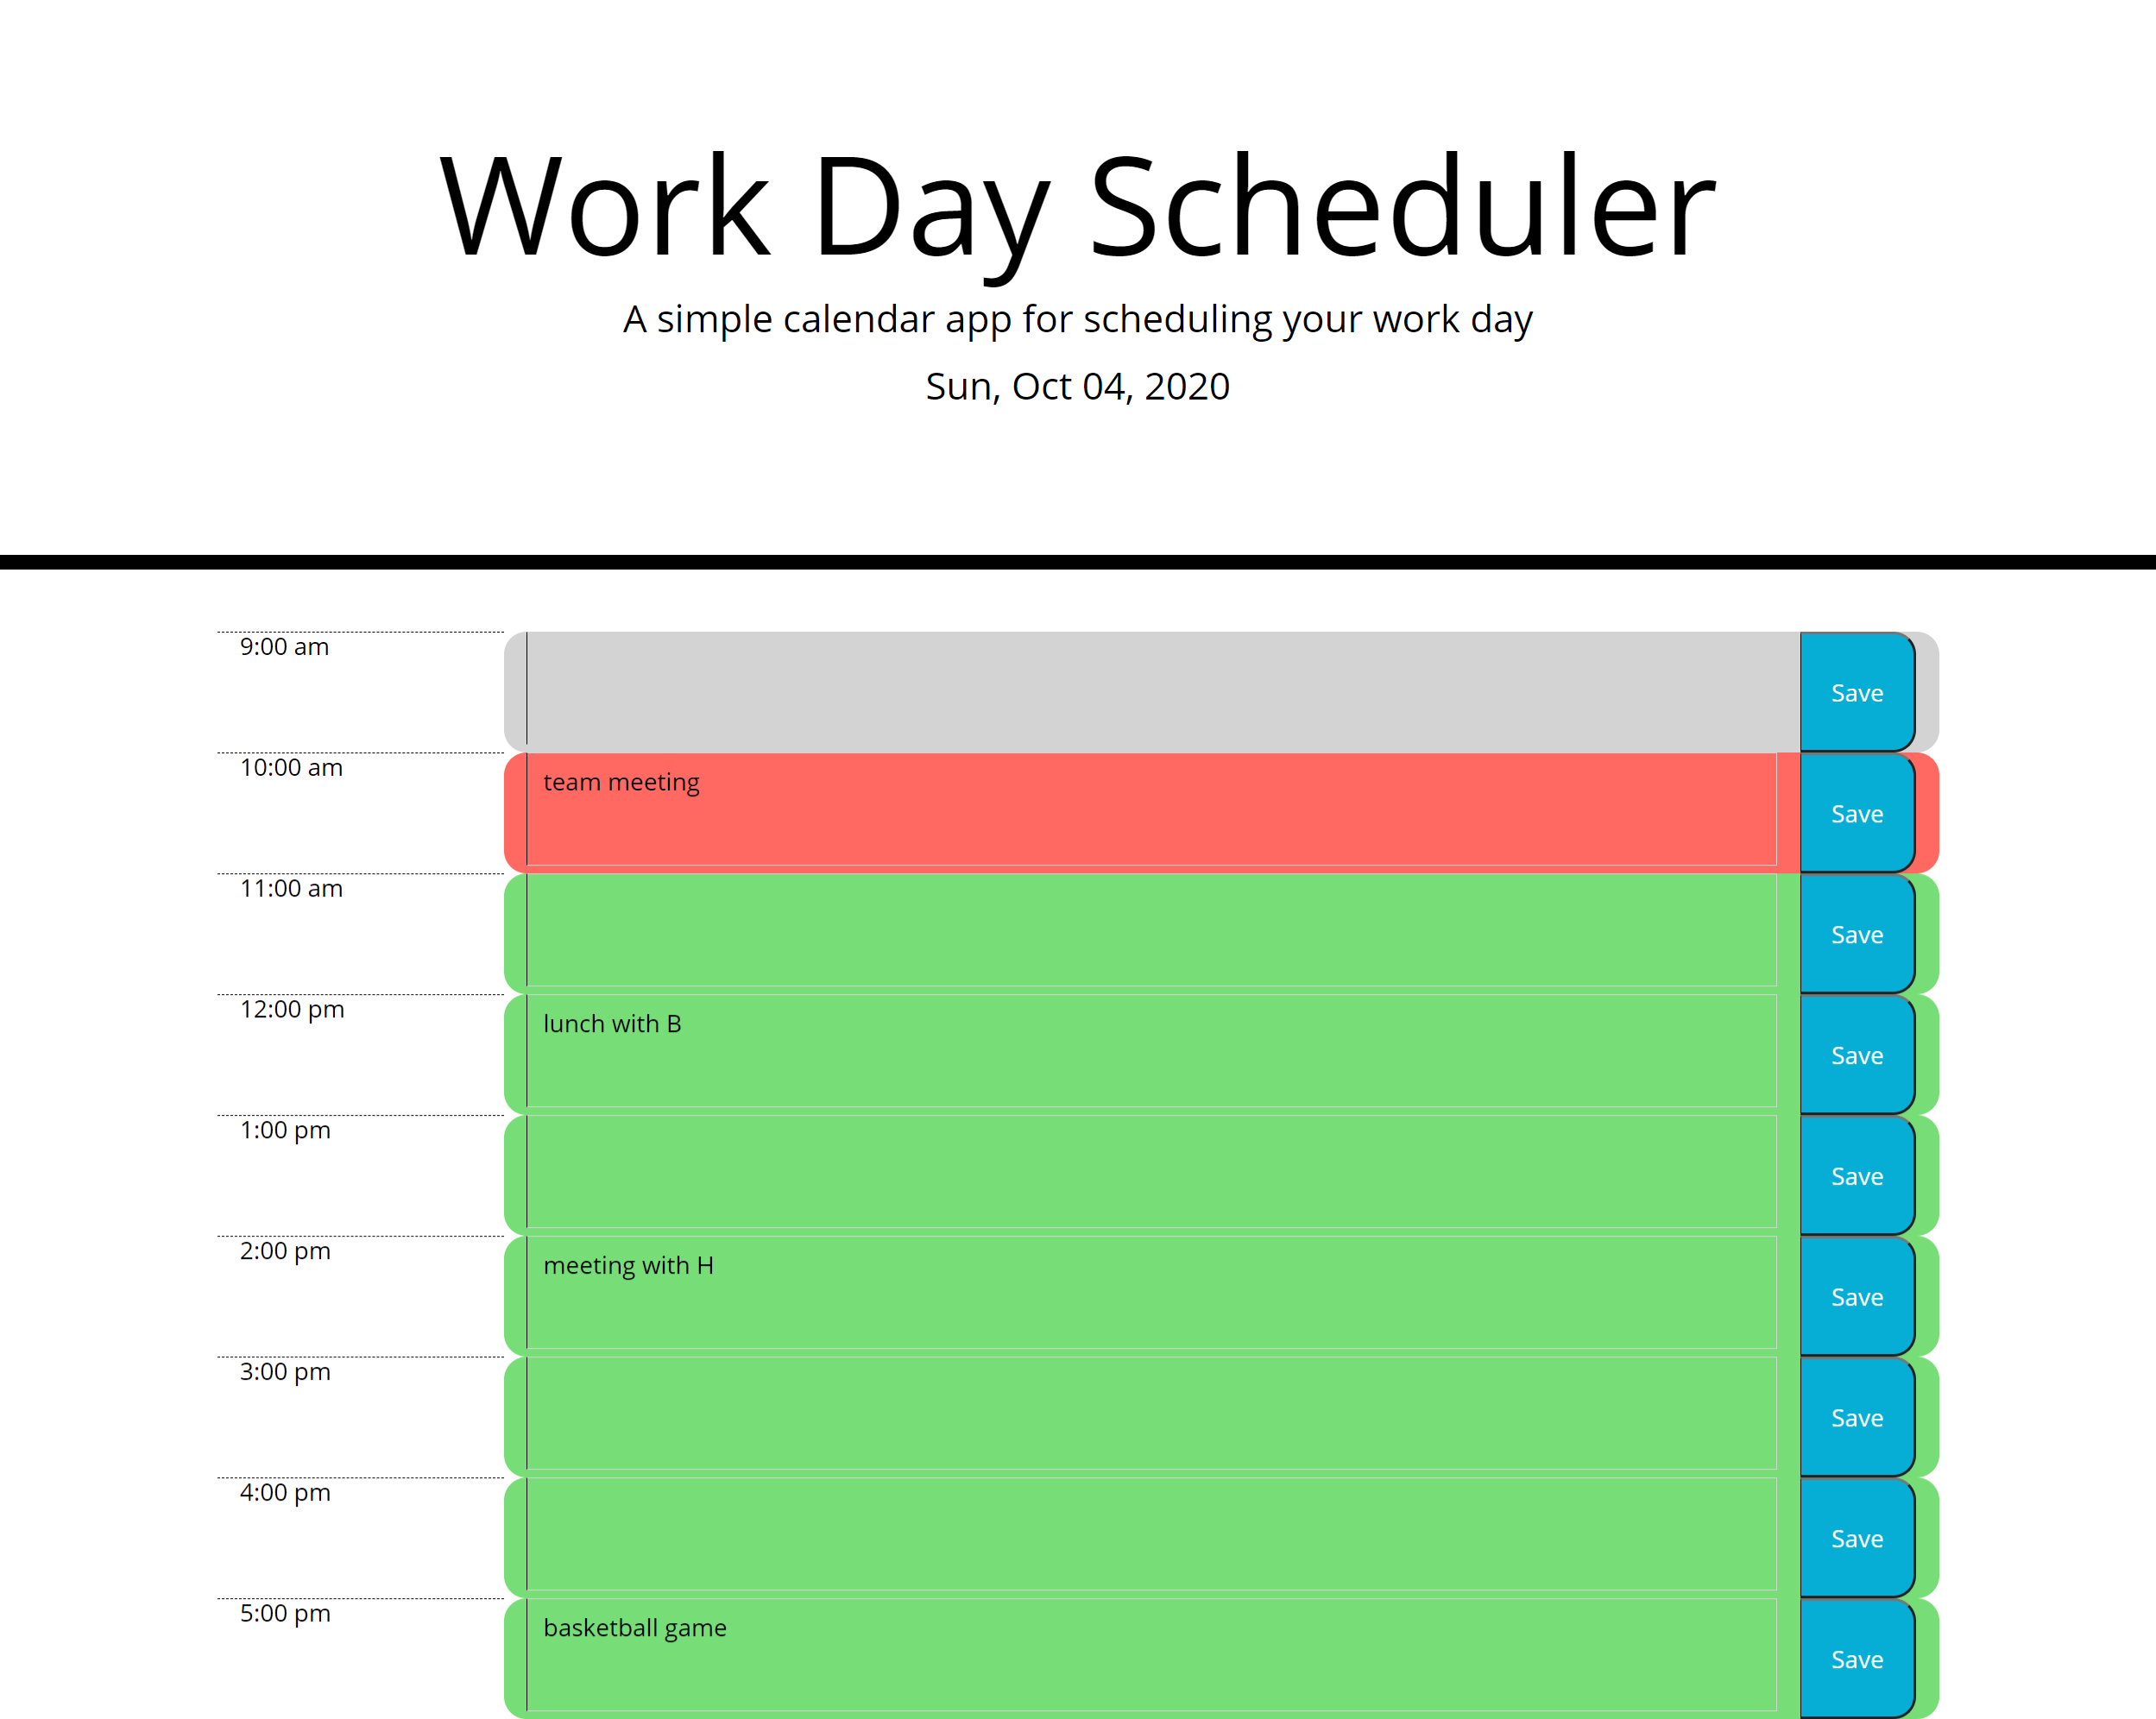 Work Day Scheduler
A simple calendar app for scheduling your work day
Sun, Oct 04, 2020
9:00 am
Save
10:00 am
team meeting
Save
11:00 am
Save
12:00 pm
lunch with B
Save
1:00 pm
Save
2:00 pm
meeting with H
Save
3:00 pm
Save
4:00 pm
Save
5:00 pm
basketball game
Save